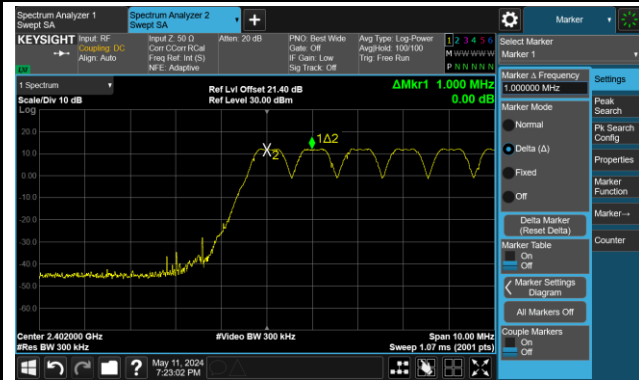 Spectrum Analyzer 1
Swept SA
Spectrum Analyzer 2
Swept SA
+
Marker
KEYSIGHT
Input: RF
Coupling: DC
Align: Auto
Input Z: 50 Ω
Corr CCorr RCal
Freq Ref: Int (S)
NFE: Adaptive
Atten: 20 dB
PNO: Best Wide
Gate: Off
IF Gain: Low
Sig Track: Off
Avg Type: Log-Power
Avg|Hold: 100/100
Trig: Free Run
1 2 3 4 5 6
M W W W W W
P N N N N N
Select Marker
Marker 1
1 Spectrum
Scale/Div 10 dB
Log
Ref Lvl Offset 21.40 dB
Ref Level 30.00 dBm
ΔMkr1 1.000 MHz
0.00 dB
20.0
10.0
0.00
-10.0
-20.0
-30.0
-40.0
-50.0
-60.0
1Δ2
X2
Center 2.402000 GHz
#Res BW 300 kHz
#Video BW 300 kHz
Span 10.00 MHz
Sweep 1.07 ms (2001 pts)
Marker Δ Frequency
1.000000 MHz
Marker Mode
Normal
Delta (Δ)
Fixed
Off
Delta Marker
(Reset Delta)
Marker Table
On
Off
Marker Settings
Diagram
All Markers Off
Couple Markers
On
Off
Settings
Peak
Search
Pk Search
Config
Properties
Marker
Function
Marker→
Counter
?
May 11, 2024
7:23:02 PM